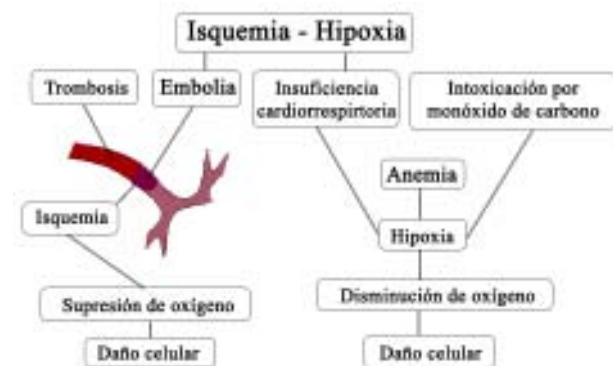 Isquemia - Hipoxia
Trombosis
Embolia
Insuficiencia
cardiorrespirtoria
Intoxicación por
monóxido de carbono
Anemia
Isquemia
Hipoxia
Supresión de oxígeno
Disminución de oxígeno
Daño celular
Daño celular